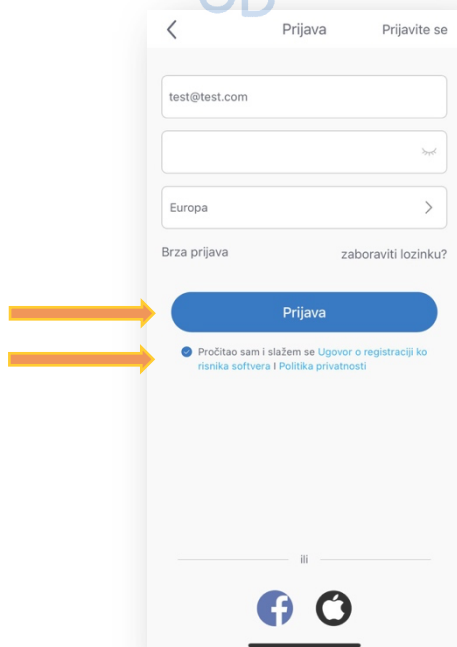 Prijava
Prijavite se
test@test.com
Europa
Brza prijava
zaboraviti lozinku?
Prijava
Pročitao sam i slažem se Ugovor o registraciji ko
risnika softvera I Politika privatnosti
ili